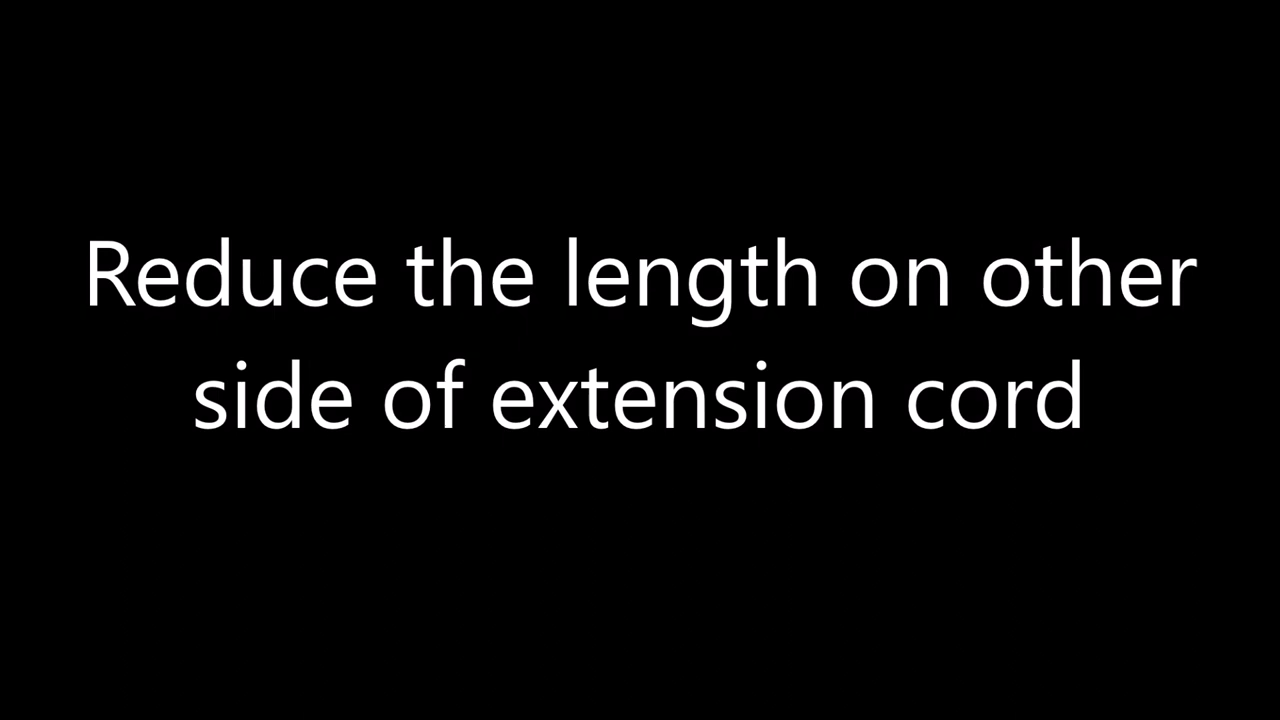 Reduce the length on other
side of extension cord